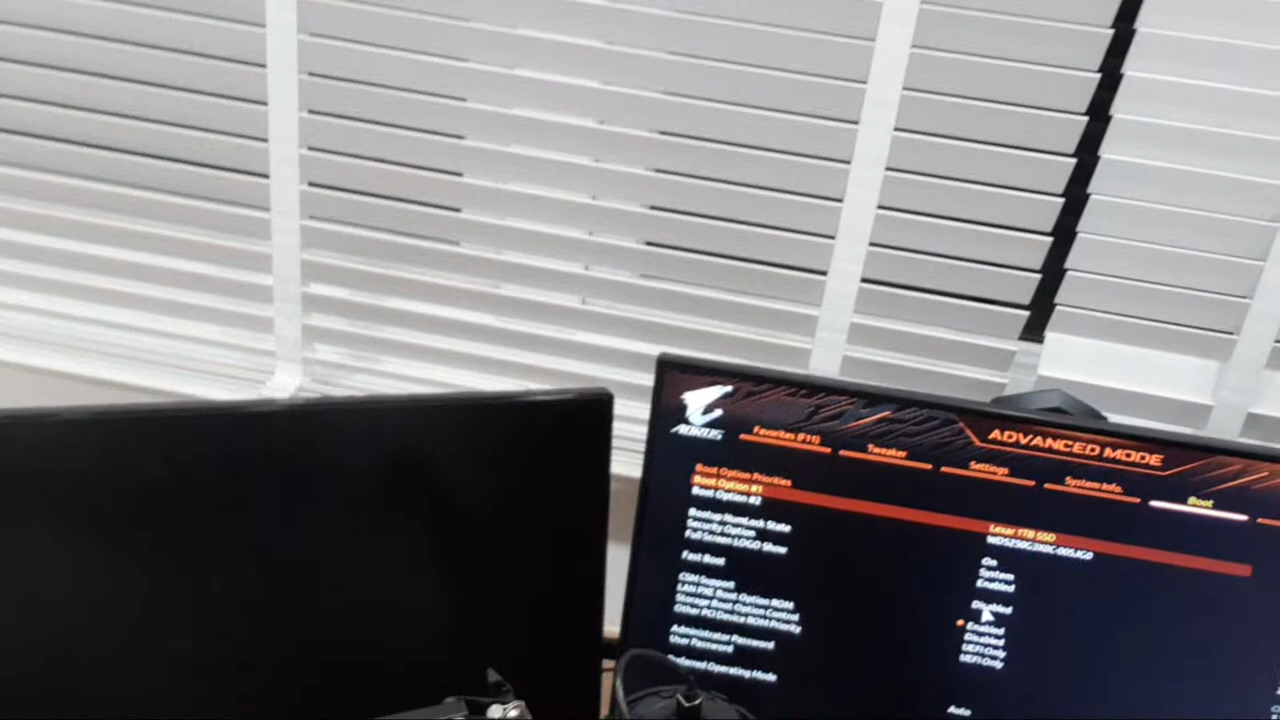 AORUS
ADVANCED MODE
Favorites (F11)
Tweaker
Settings
System Info.
Boot
Boot Option Priorities
Boot Option #1 Lexar 1TB SSD
Boot Option #2 WDS250G3X0C-00SJG0
Bootup NumLock State On
Security Option System
Full Screen LOGO Show Enabled
Fast Boot Disabled
CSM Support Enabled
LAN PXE Boot Option ROM Disabled
Storage Boot Option Control UEFI Only
Other PCI Device ROM Priority UEFI Only
Administrator Password
User Password
Preferred Operating Mode Auto